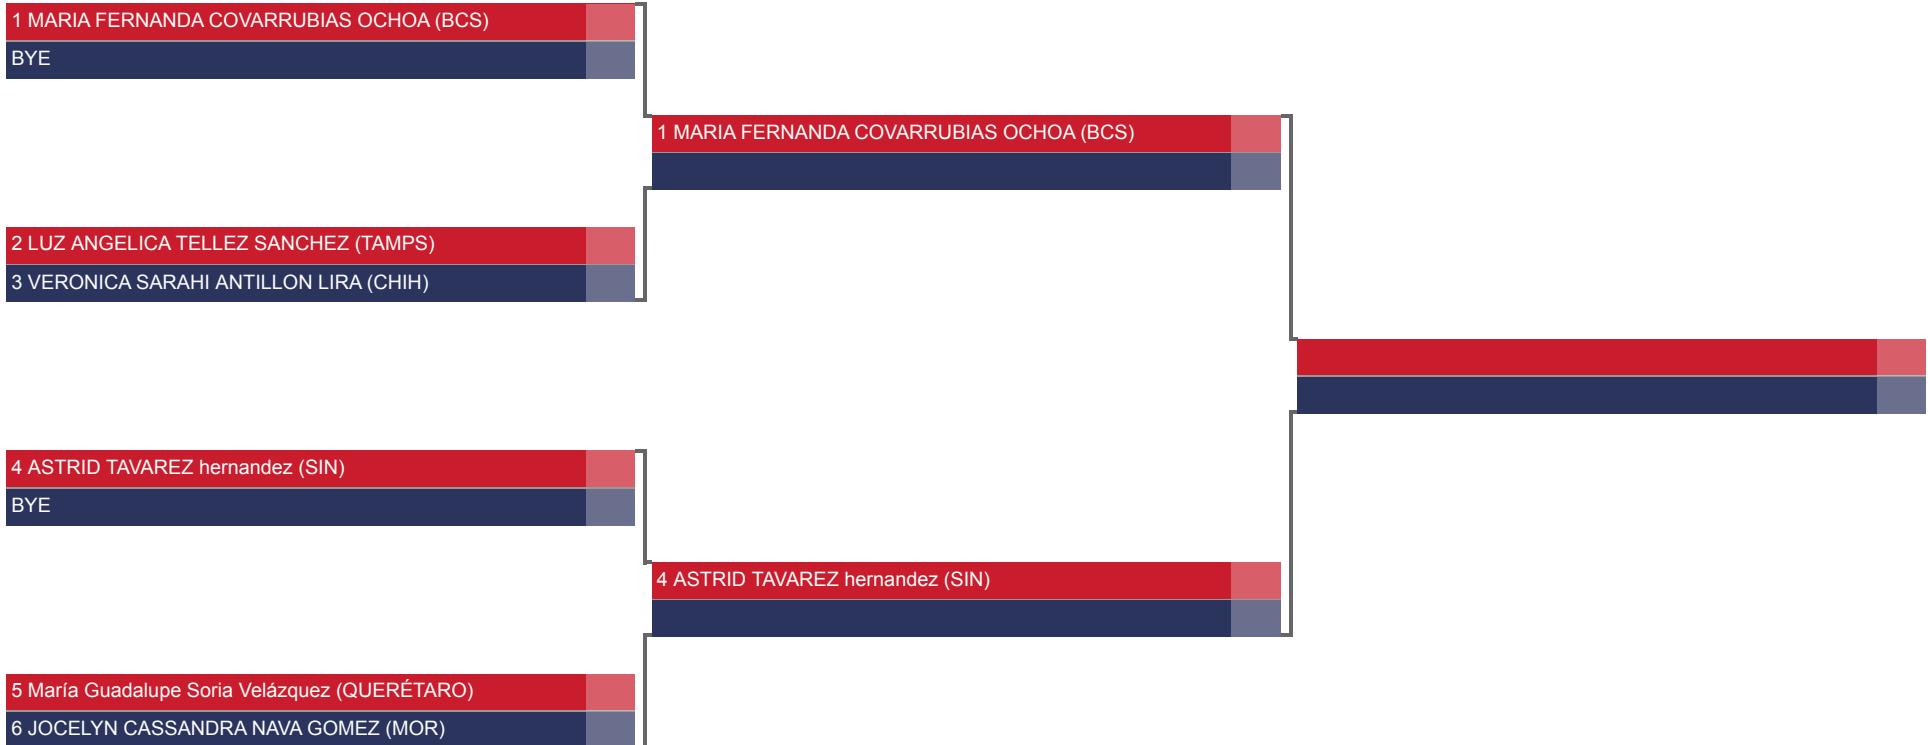 1 MARIA FERNANDA COVARRUBIAS OCHOA (BCS)
BYE
1 MARIA FERNANDA COVARRUBIAS OCHOA (BCS)
2 LUZ ANGELICA TELLEZ SANCHEZ (TAMPS)
3 VERONICA SARAHI ANTILLON LIRA (CHIH)
4 ASTRID TAVAREZ hernandez (SIN)
BYE
4 ASTRID TAVAREZ hernandez (SIN)
5 María Guadalupe Soria Velázquez (QUERÉTARO)
6 JOCELYN CASSANDRA NAVA GOMEZ (MOR)